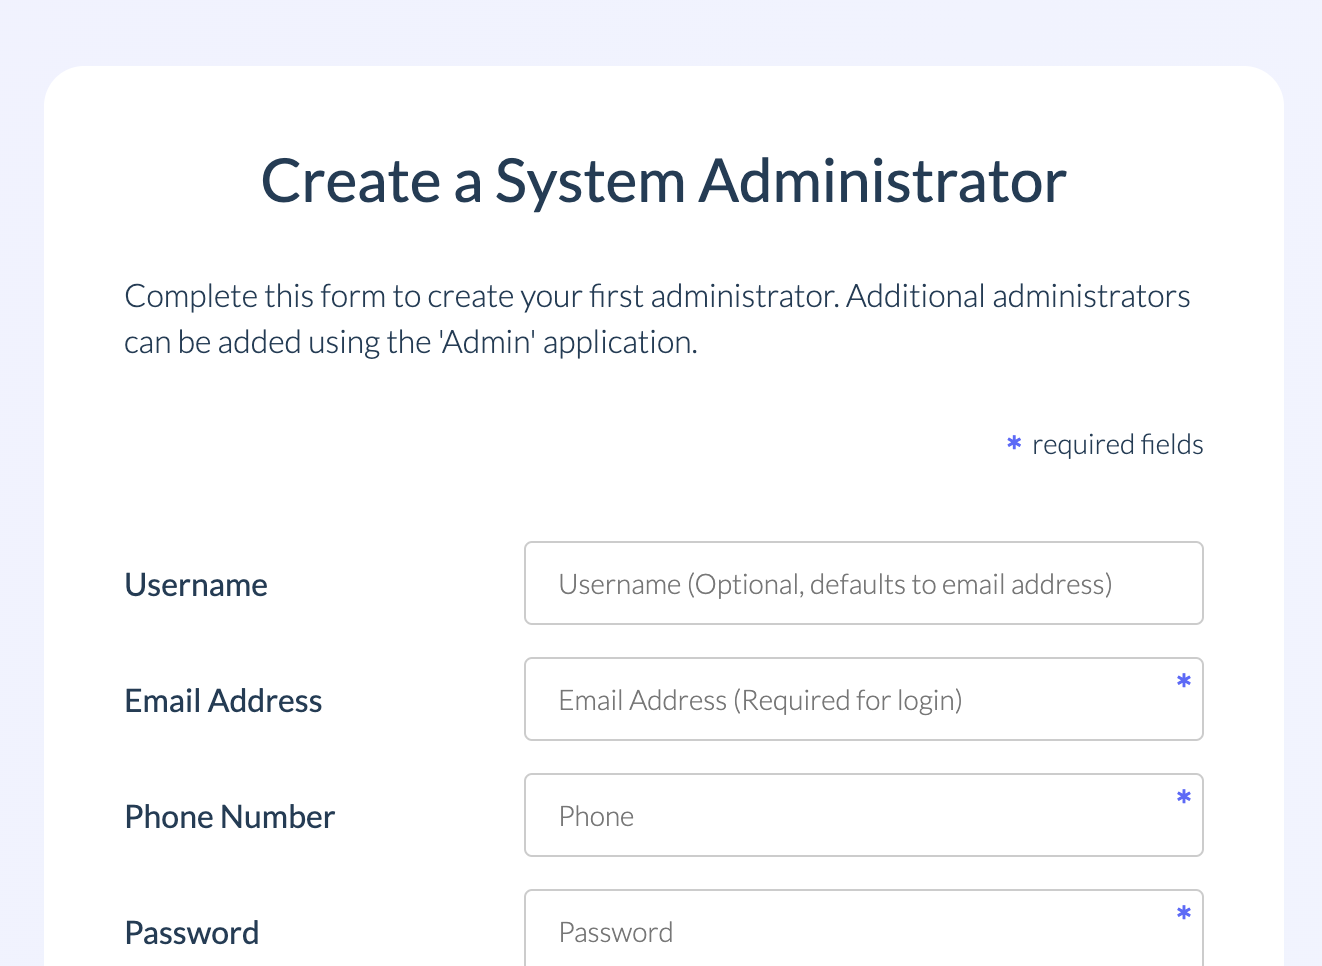 Create a System Administrator
Complete this form to create your first administrator. Additional administrators
can be added using the 'Admin' application.
* required fields
Username
Username (Optional, defaults to email address)
Email Address
Email Address (Required for login)
*
Phone Number
Phone
*
Password
Password
*